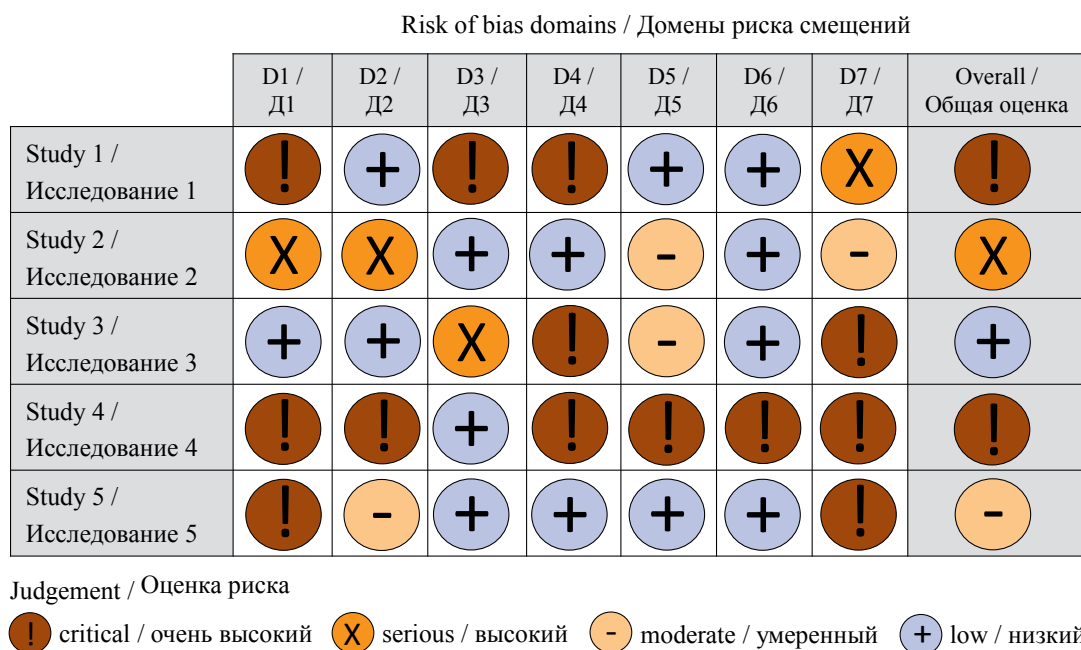 Risk of bias domains / Домены риска смещений
D1 / Д1 D2 / Д2 D3 / Д3 D4 / Д4 D5 / Д5 D6 / Д6 D7 / Д7 Overall / Общая оценка
Study 1 / Исследование 1 ! + ! ! + + X !
Study 2 / Исследование 2 X X + + - + - X
Study 3 / Исследование 3 + + X ! - + ! +
Study 4 / Исследование 4 ! ! + ! ! ! ! !
Study 5 / Исследование 5 ! - + + + + ! -
Judgement / Оценка риска
! critical / очень высокий X serious / высокий - moderate / умеренный + low / низкий